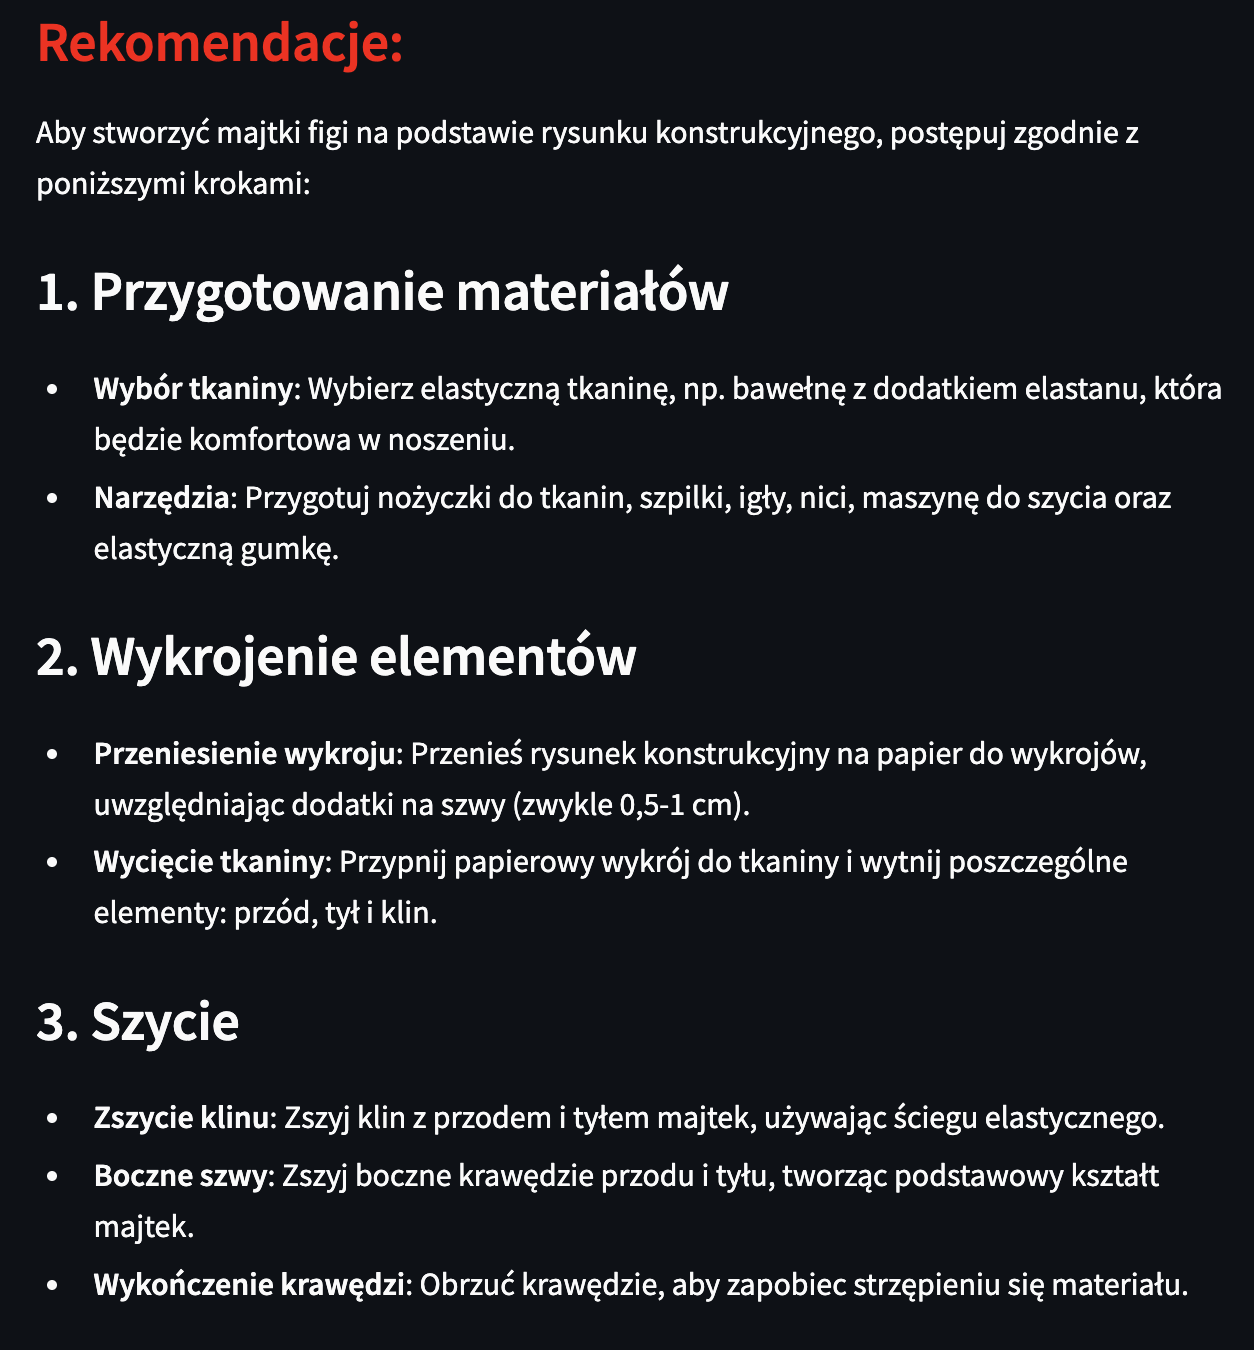 Rekomendacje:
Aby stworzyć majtki figi na podstawie rysunku konstrukcyjnego, postępuj zgodnie z
poniższymi krokami:
1. Przygotowanie materiałów
• Wybór tkaniny: Wybierz elastyczną tkaninę, np. bawełnę z dodatkiem elastanu, która
będzie komfortowa w noszeniu.
• Narzędzia: Przygotuj nożyczki do tkanin, szpilki, igły, nici, maszynę do szycia oraz
elastyczną gumkę.
2. Wykrojenie elementów
• Przeniesienie wykroju: Przenieś rysunek konstrukcyjny na papier do wykrojów,
uwzględniając dodatki na szwy (zwykle 0,5-1 cm).
• Wycięcie tkaniny: Przypnij papierowy wykrój do tkaniny i wytnij poszczególne
elementy: przód, tył i klin.
3. Szycie
• Zszycie klinu: Zszyj klin z przodem i tyłem majtek, używając ściegu elastycznego.
• Boczne szwy: Zszyj boczne krawędzie przodu i tyłu, tworząc podstawowy kształt
majtek.
• Wykończenie krawędzi: Obrzuć krawędzie, aby zapobiec strzępieniu się materiału.